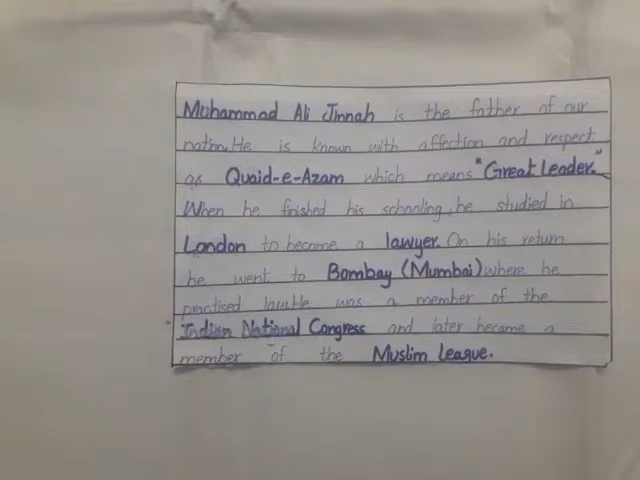 Muhammad Ali Jinnah is the father of our
nation. He is known with affection and respect
as Quaid-e-Azam which means "Great Leader."
When he finished his schooling, he studied in
London to become a lawyer. On his return
he went to Bombay (Mumbai) where he
practised law. He was a member of the
Indian National Congress and later became a
member of the Muslim League.